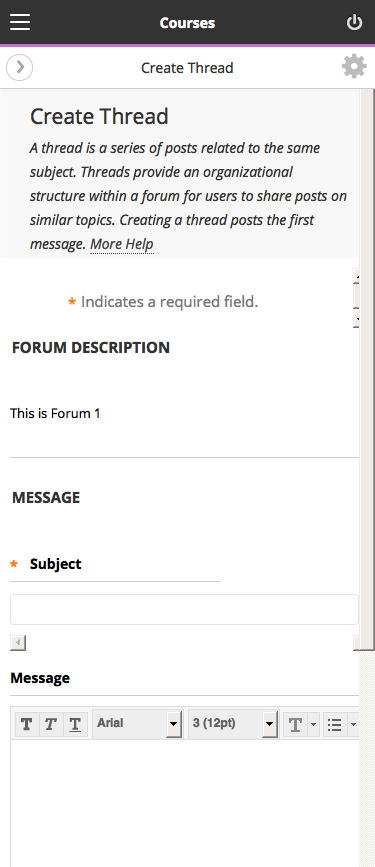 Courses
Create Thread
Create Thread
A thread is a series of posts related to the same
subject. Threads provide an organizational
structure within a forum for users to share posts on
similar topics. Creating a thread posts the first
message. More Help
* Indicates a required field.
FORUM DESCRIPTION
This is Forum 1
MESSAGE
* Subject
Message
T T T Arial 3 (12pt) T